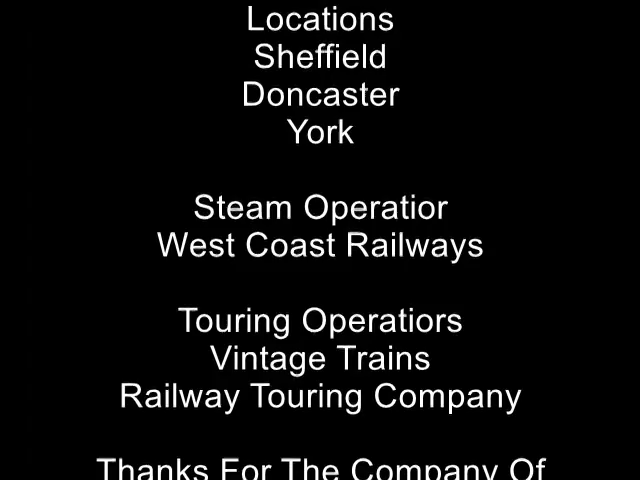 Locations
Sheffield
Doncaster
York
Steam Operatior
West Coast Railways
Touring Operatiors
Vintage Trains
Railway Touring Company
Thanks For The Company Of